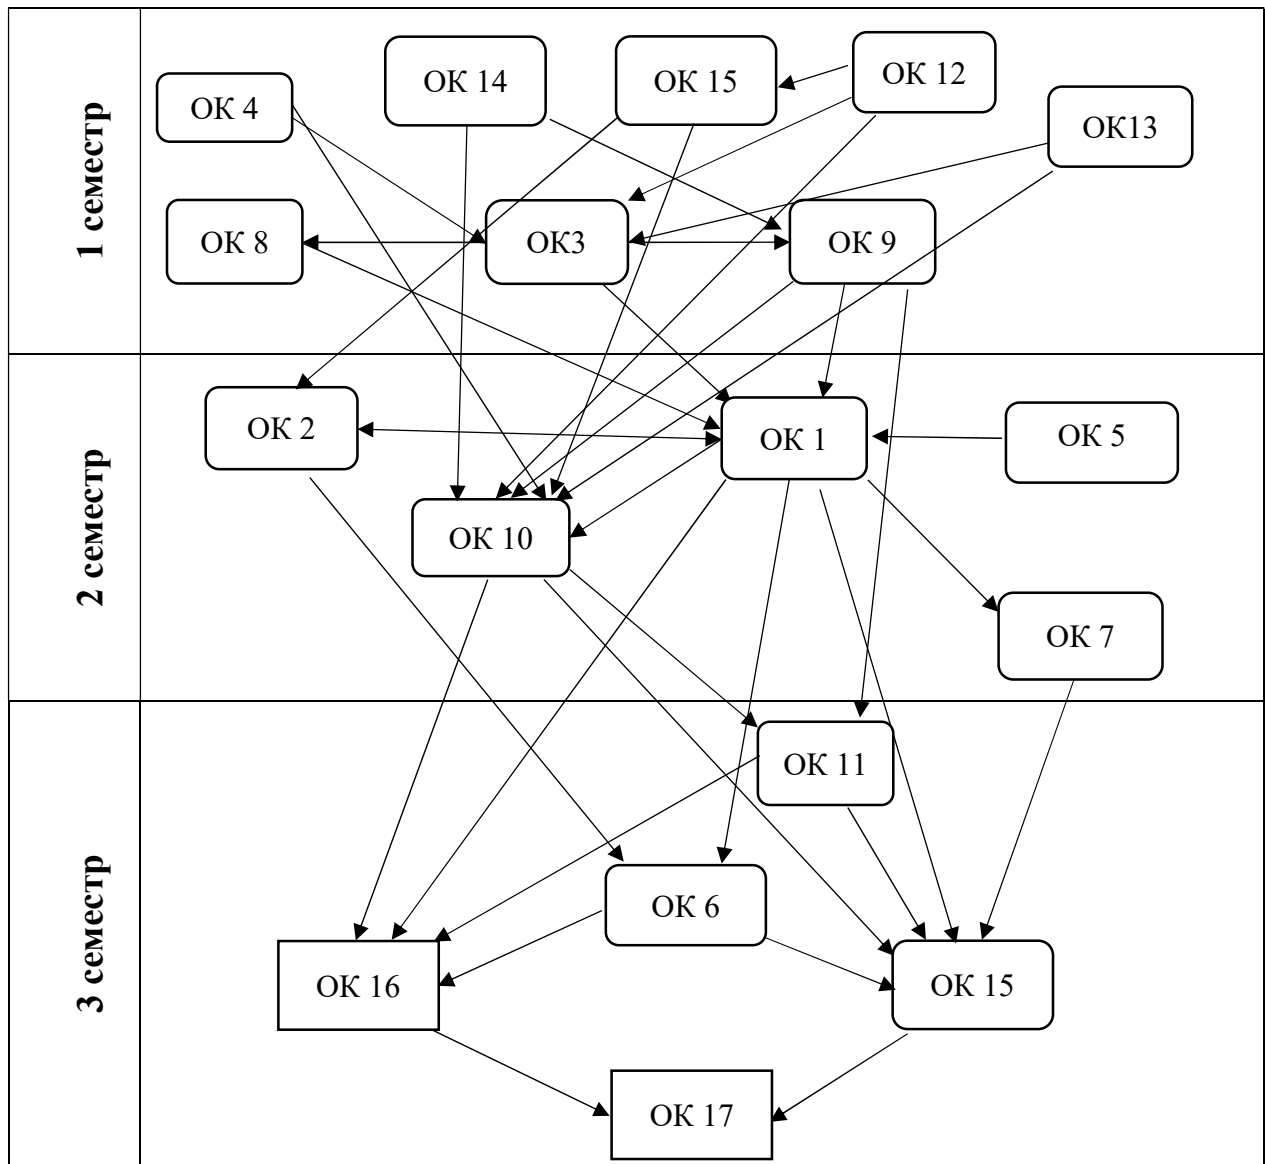 1 семестр
ОК 4
ОК 14
ОК 15
ОК 12
ОК13
ОК 8
ОК3
ОК 9
2 семестр
ОК 2
ОК 1
ОК 5
ОК 10
ОК 7
3 семестр
ОК 11
ОК 6
ОК 16
ОК 15
ОК 17